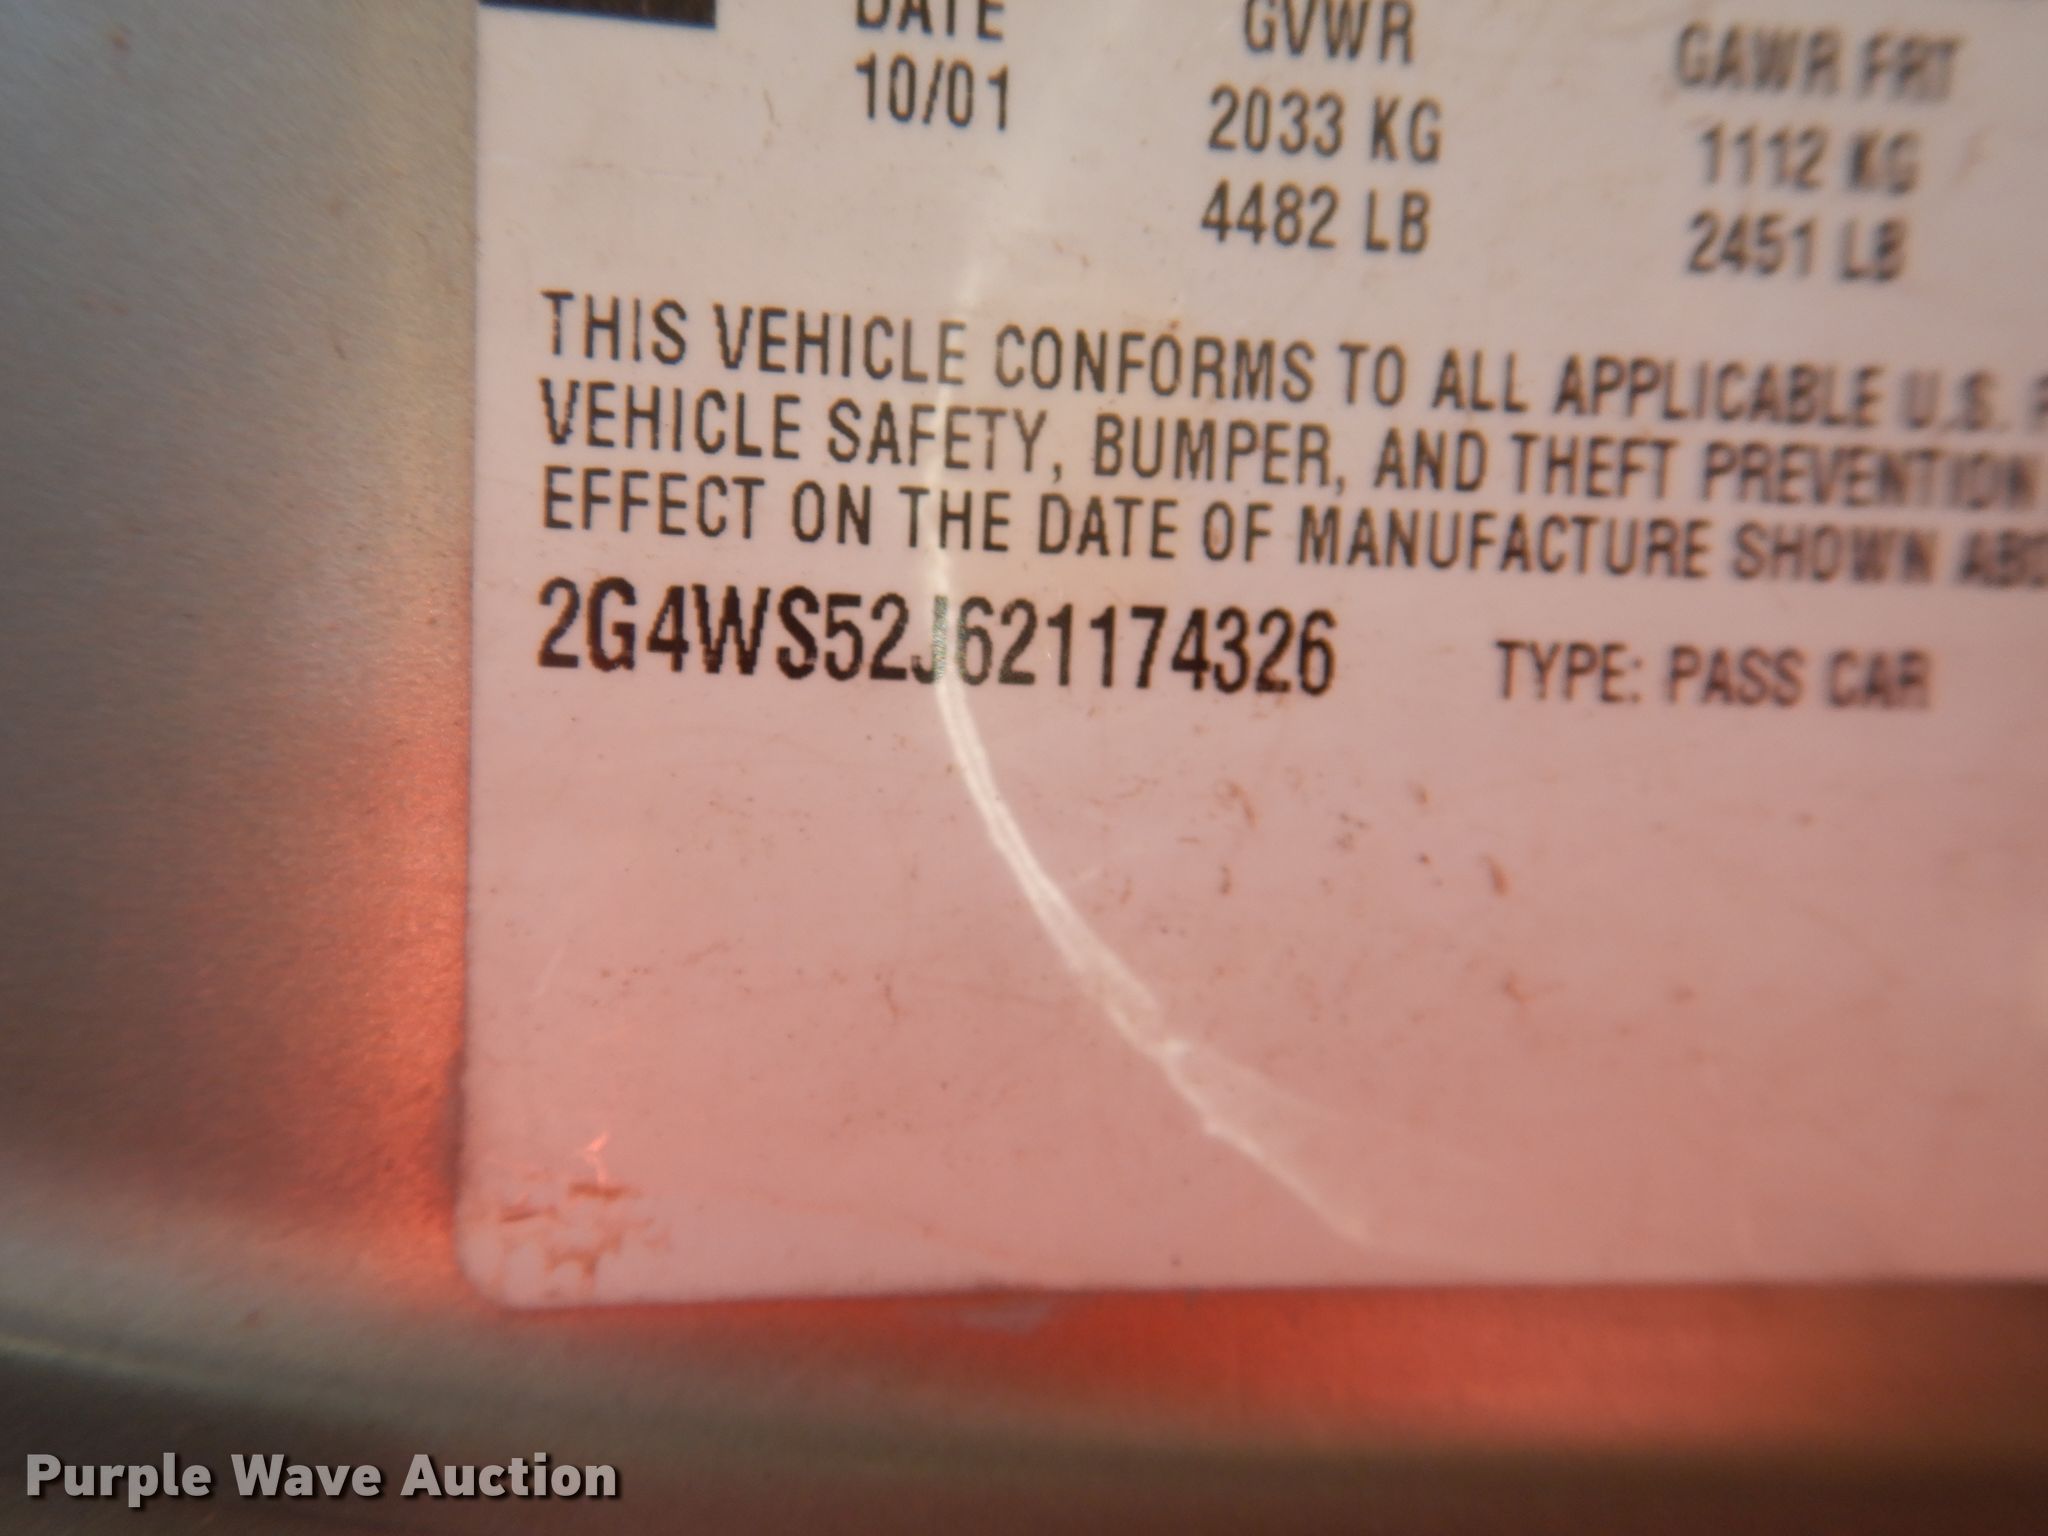 DATE GVWR GAWR FRT
10/01 2033 KG 1112 KG
4482 LB 2451 LB
THIS VEHICLE CONFORMS TO ALL APPLICABLE U.S.
VEHICLE SAFETY, BUMPER, AND THEFT PREVENTION
EFFECT ON THE DATE OF MANUFACTURE SHOWN
2G4WS52J621174326 TYPE: PASS CAR
Purple Wave Auction